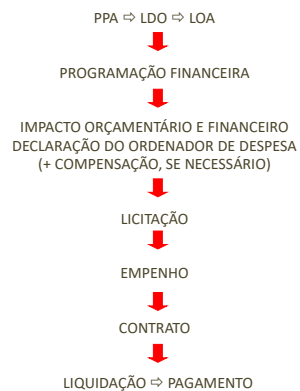 PPA ⇨ LDO ⇨ LOA
PROGRAMAÇÃO FINANCEIRA
IMPACTO ORÇAMENTÁRIO E FINANCEIRO
DECLARAÇÃO DO ORDENADOR DE DESPESA
(+ COMPENSAÇÃO, SE NECESSÁRIO)
LICITAÇÃO
EMPENHO
CONTRATO
LIQUIDAÇÃO ⇨ PAGAMENTO